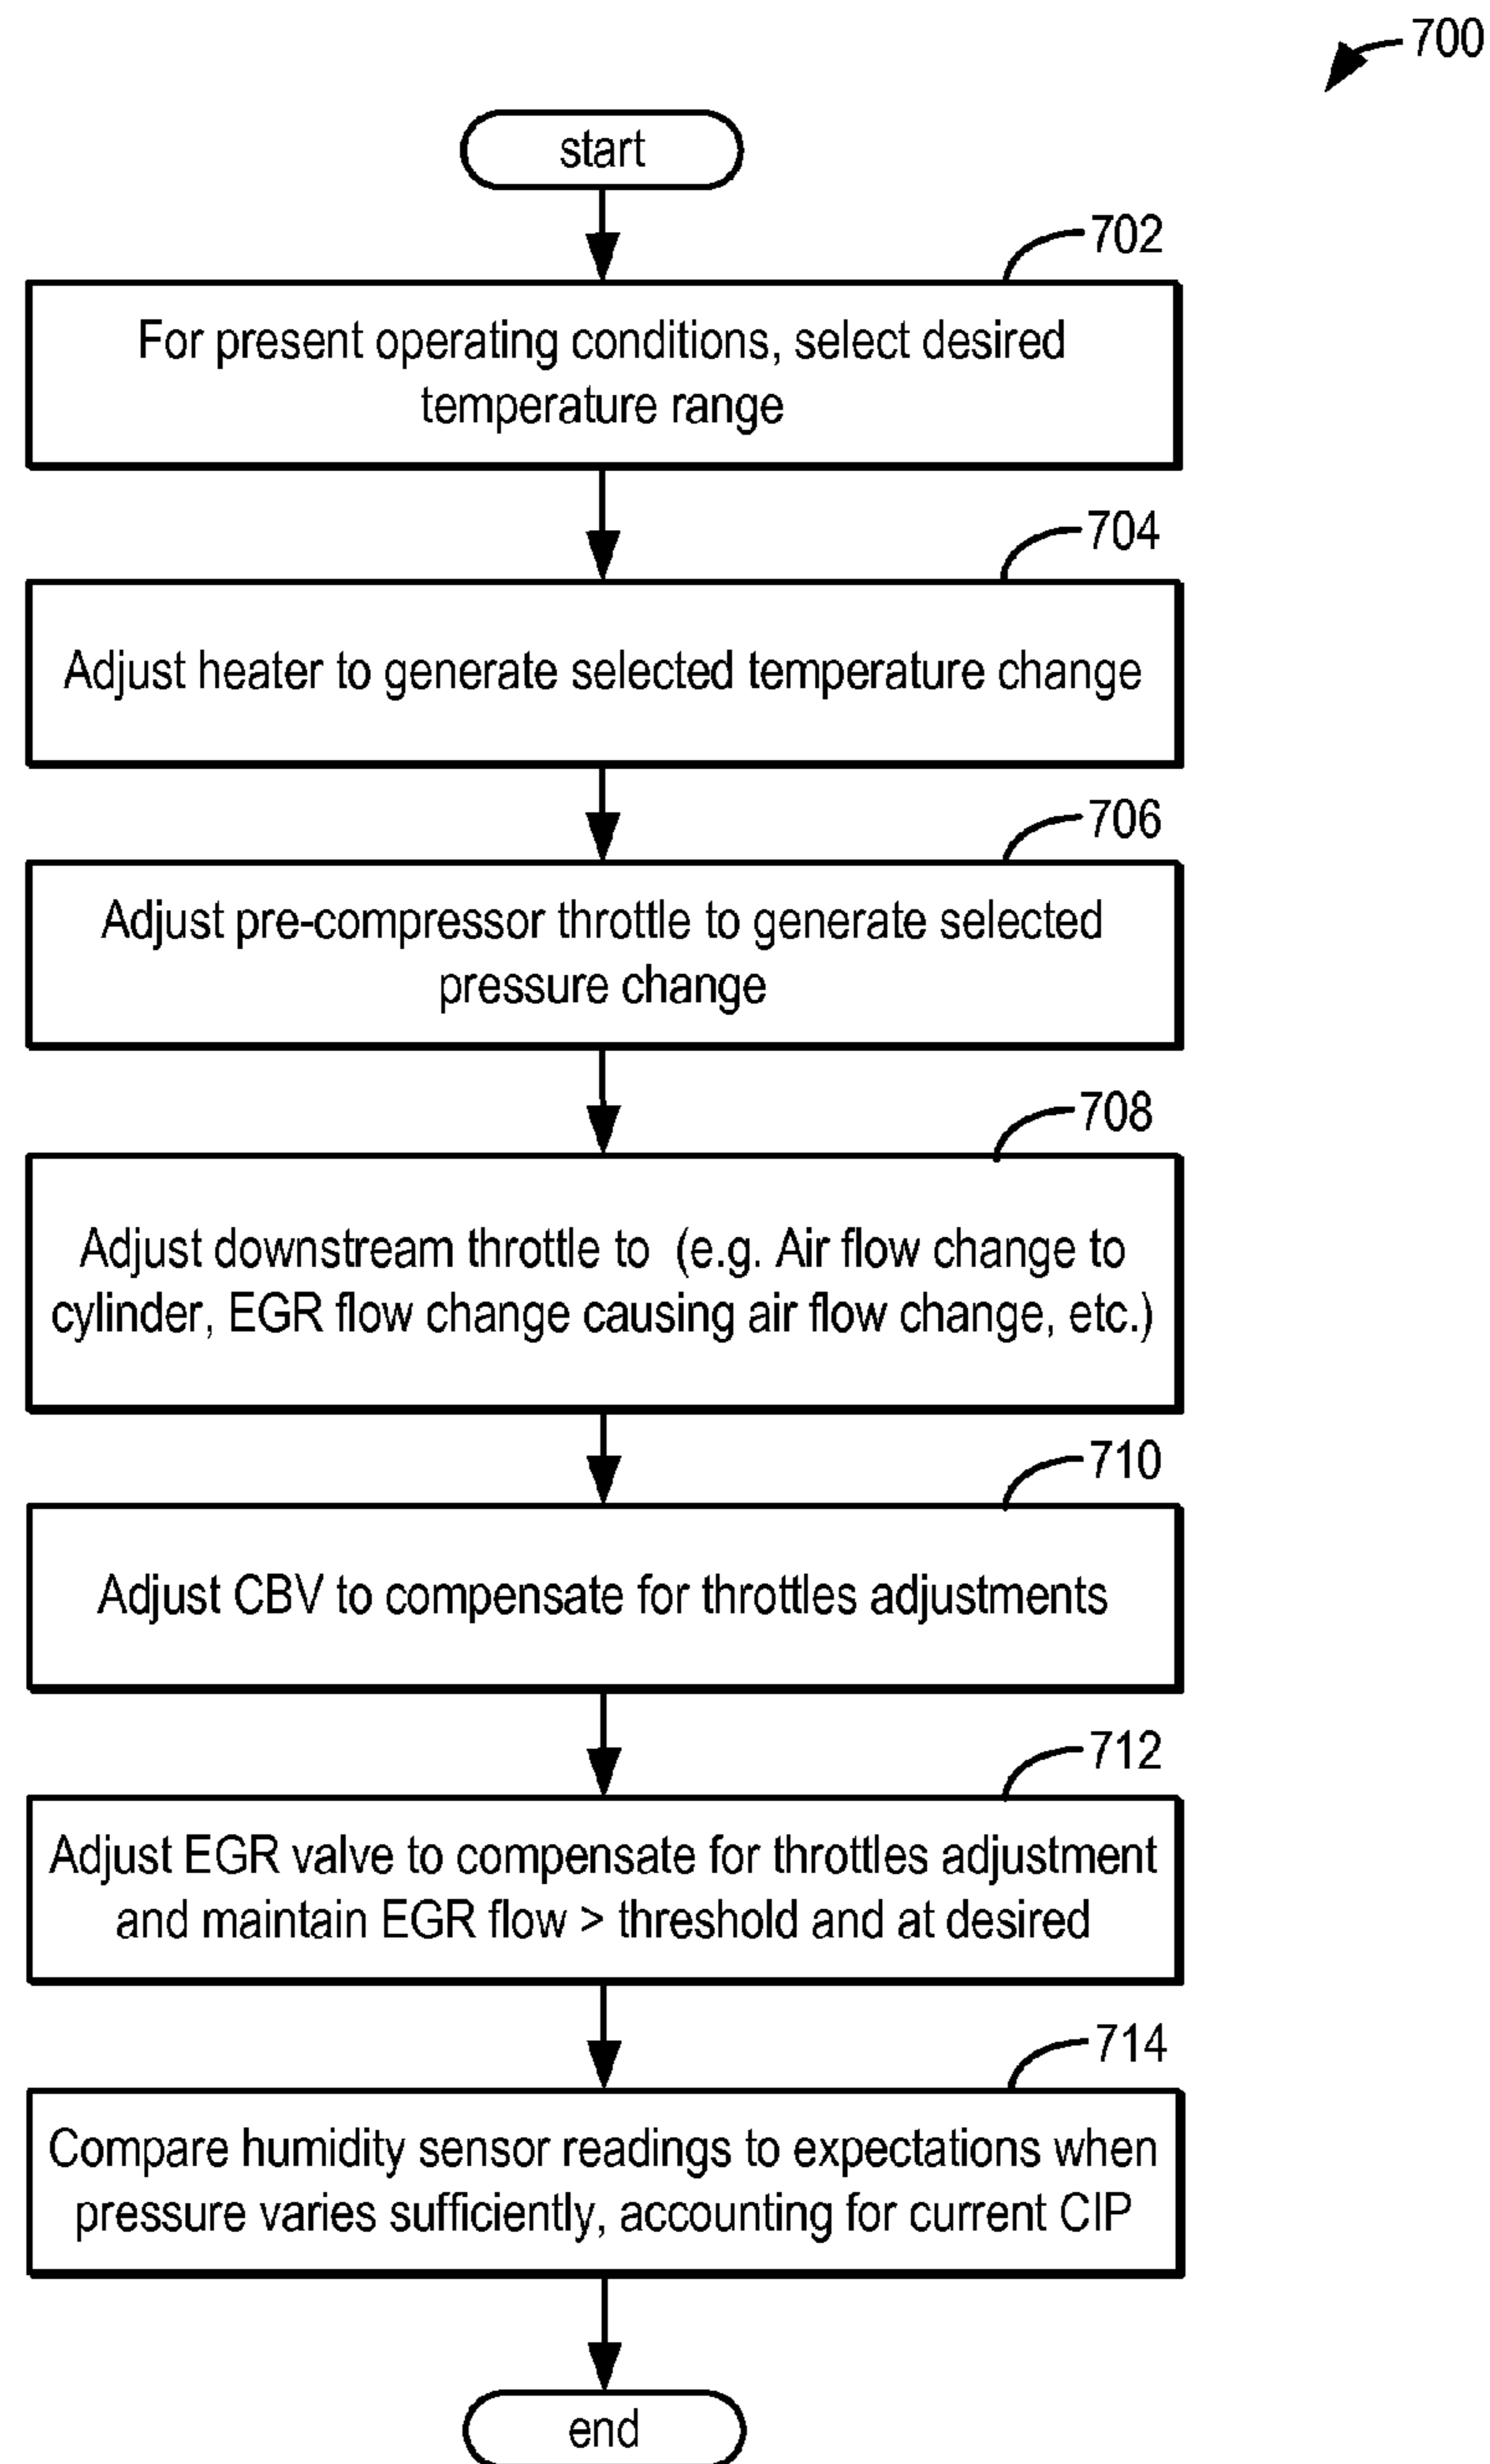 700
start
702
For present operating conditions, select desired
temperature range
704
Adjust heater to generate selected temperature change
706
Adjust pre-compressor throttle to generate selected
pressure change
708
Adjust downstream throttle to (e.g. Air flow change to
cylinder, EGR flow change causing air flow change, etc.)
710
Adjust CBV to compensate for throttles adjustments
712
Adjust EGR valve to compensate for throttles adjustment
and maintain EGR flow > threshold and at desired
714
Compare humidity sensor readings to expectations when
pressure varies sufficiently, accounting for current CIP
end